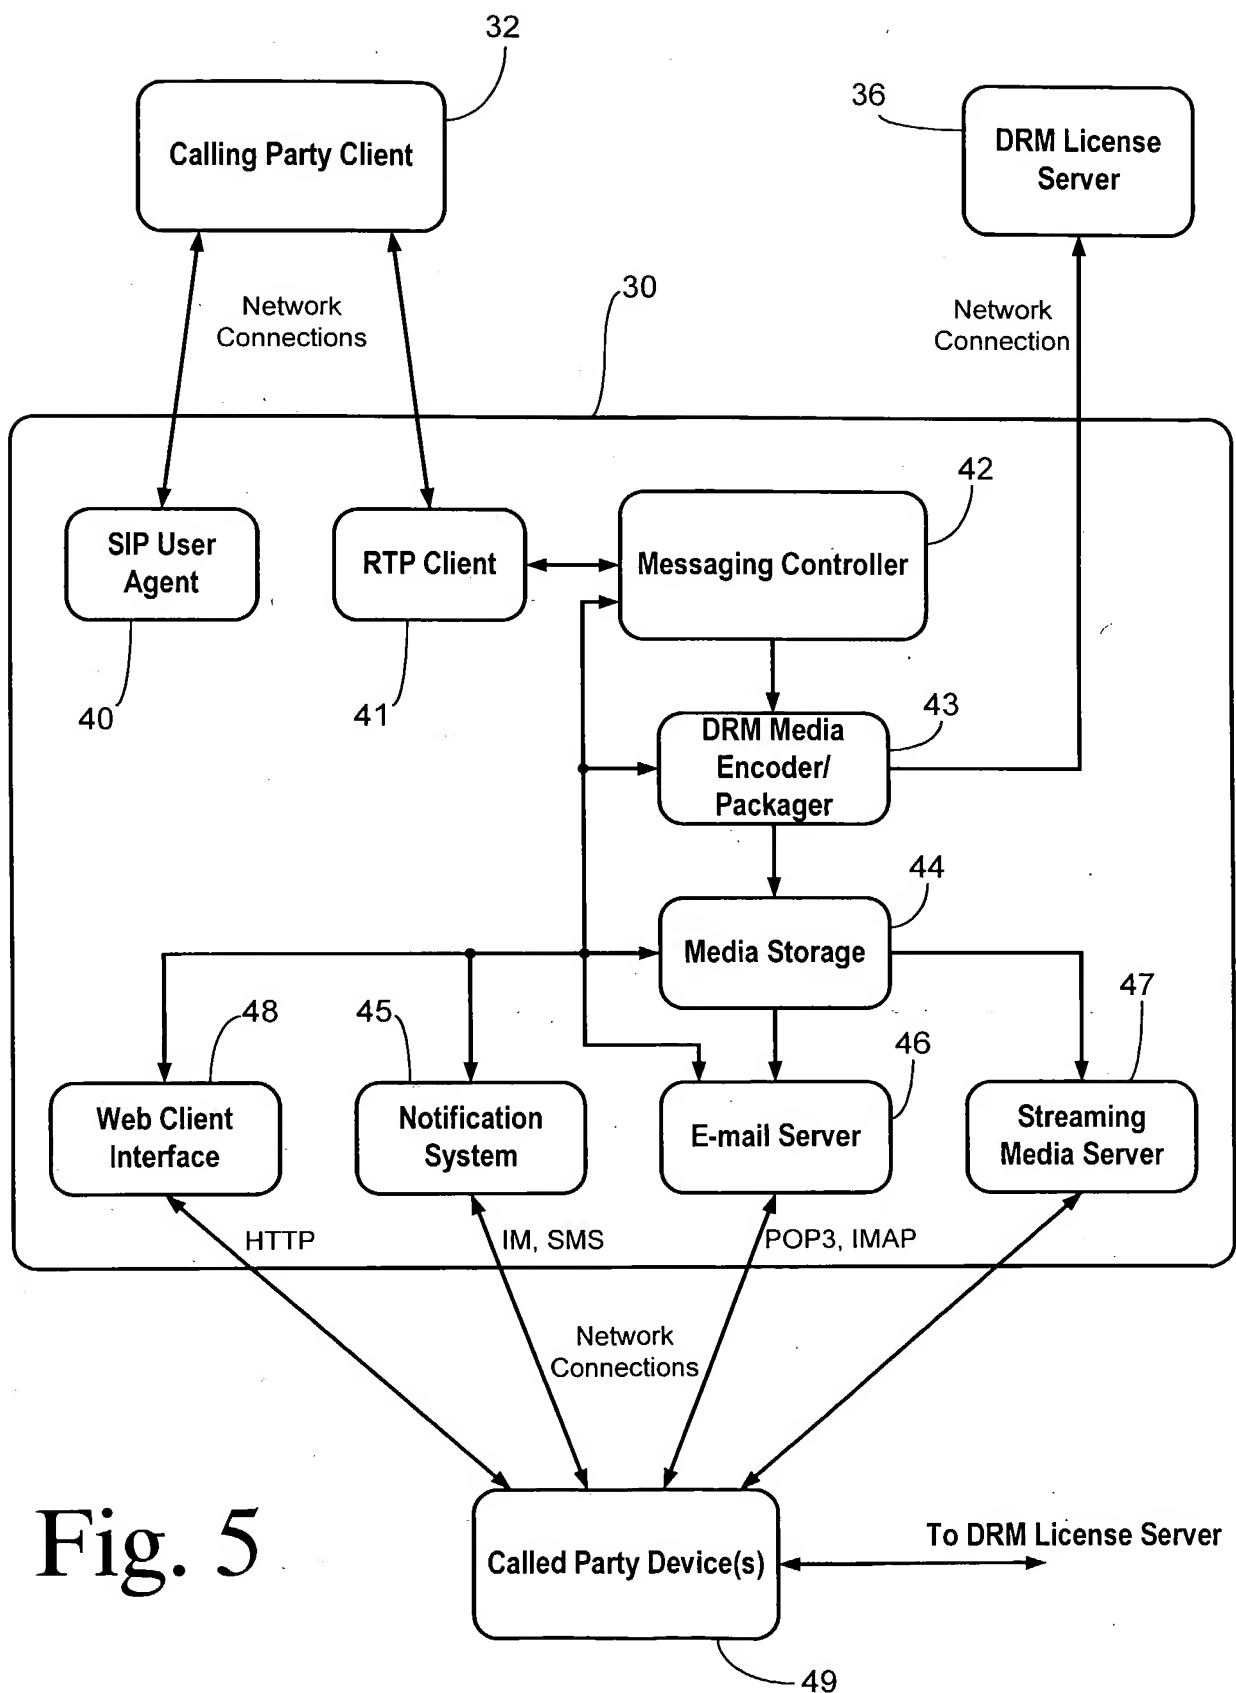 32
Calling Party Client
36
DRM License
Server
Network
Connections
30
Network
Connection
42
SIP User
Agent
RTP Client
Messaging Controller
40
41
43
DRM Media
Encoder/
Packager
44
Media Storage
48
45
46
47
Web Client
Interface
Notification
System
E-mail Server
Streaming
Media Server
HTTP
IM, SMS
POP3, IMAP
Network
Connections
Fig. 5
Called Party Device(s)
To DRM License Server
49